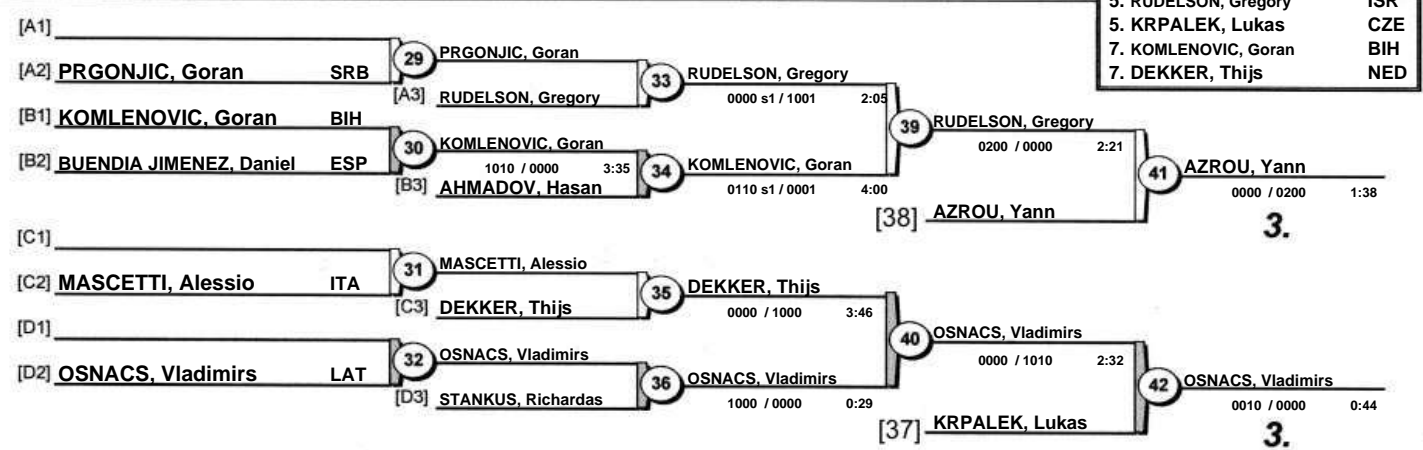 5. RUDELSON, Gregory ISR
5. KRPALEK, Lukas CZE
7. KOMLENOVIC, Goran BIH
7. DEKKER, Thijs NED
[A1]
29 PRGONJIC, Goran
[A2] PRGONJIC, Goran SRB
33 RUDELSON, Gregory
[A3] RUDELSON, Gregory
0000 s1 / 1001 2:05
[B1] KOMLENOVIC, Goran BIH
39 RUDELSON, Gregory
30 KOMLENOVIC, Goran
0200 / 0000 2:21
[B2] BUENDIA JIMENEZ, Daniel ESP
1010 / 0000 3:35
34 KOMLENOVIC, Goran
41 AZROU, Yann
[B3] AHMADOV, Hasan
0110 s1 / 0001 4:00
0000 / 0200 1:38
[38] AZROU, Yann
3.
[C1]
31 MASCETTI, Alessio
[C2] MASCETTI, Alessio ITA
35 DEKKER, Thijs
[C3] DEKKER, Thijs
0000 / 1000 3:46
[D1]
40 OSNACS, Vladimirs
32 OSNACS, Vladimirs
0000 / 1010 2:32
[D2] OSNACS, Vladimirs LAT
36 OSNACS, Vladimirs
42 OSNACS, Vladimirs
[D3] STANKUS, Richardas
1000 / 0000 0:29
0010 / 0000 0:44
[37] KRPALEK, Lukas
3.